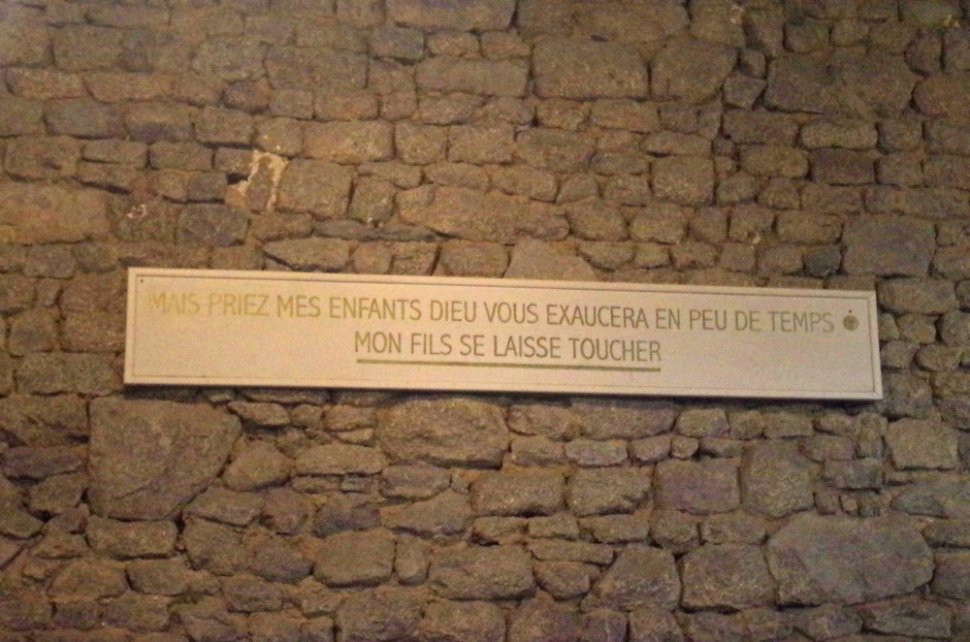 MAIS PRIEZ MES ENFANTS DIEU VOUS EXAUCERA EN PEU DE TEMPS
MON FILS SE LAISSE TOUCHER